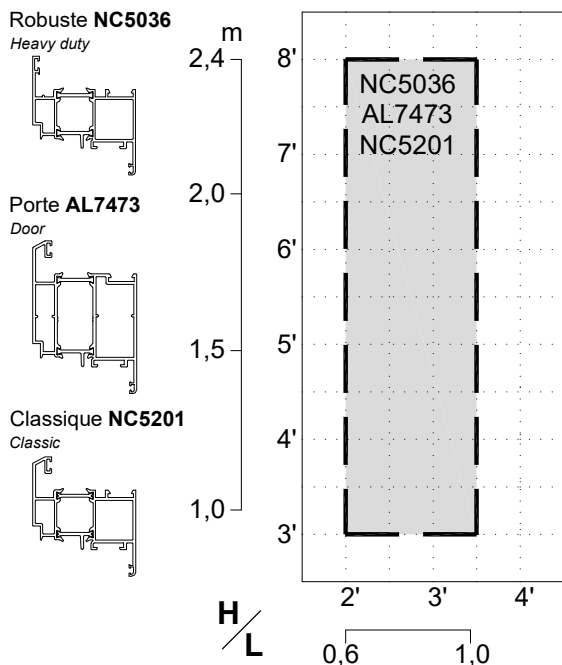 Robuste NC5036
Heavy duty
Porte AL7473
Door
Classique NC5201
Classic
m
2,4
2,0
1,5
1,0
8'
7'
6'
5'
4'
3'
NC5036
AL7473
NC5201
2' 3' 4'
H/L
0,6 1,0